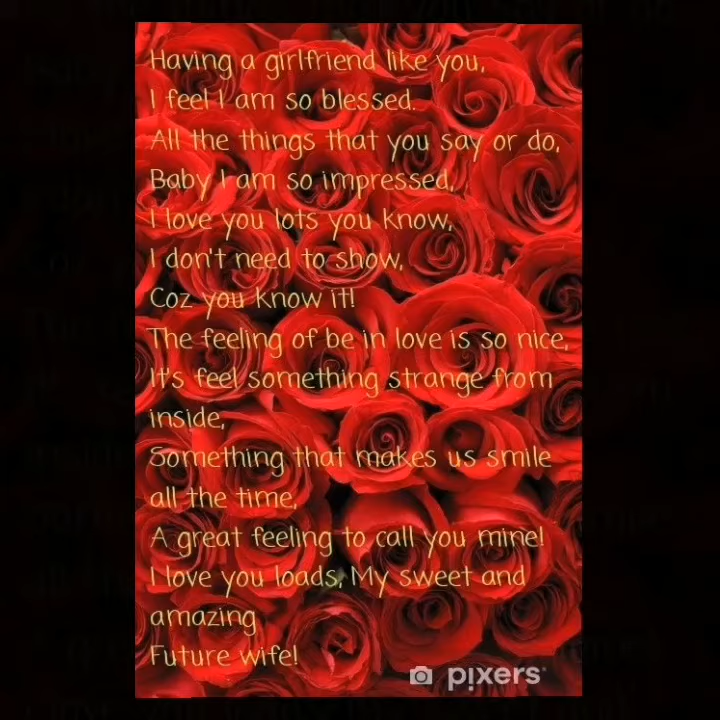 Having a girlfriend like you,
I feel I am so blessed.
All the things that you say or do,
Baby I am so impressed,
I love you lots you know,
I don't need to show,
Coz you know it!
The feeling of be in love is so nice,
It's feel something strange from
inside,
Something that makes us smile
all the time,
A great feeling to call you mine!
I love you loads, My sweet and
amazing
Future wife!
pixers